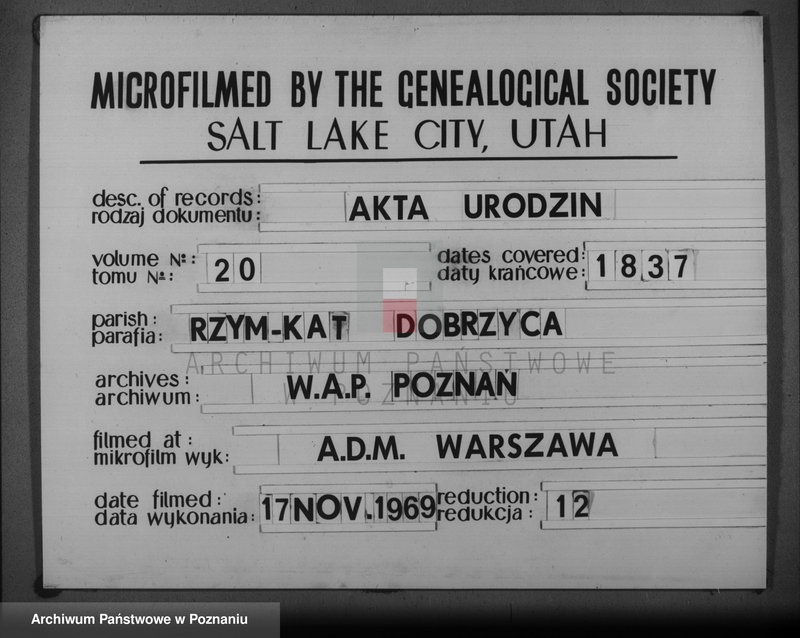 MICROFILMED BY THE GENEALOGICAL SOCIETY
SALT LAKE CITY, UTAH
desc. of records:
rodzaj dokumentu:
AKTA URODZIN
volume No:
tomu No:
20
dates covered:
daty krańcowe:
1837
parish:
parafia:
RZYM-KAT DOBRZYCA
ARCHIWUM PAŃSTWOWE
W POZNANIU
archives:
archiwum:
W.A.P. POZNAŃ
filmed at:
mikrofilm wyk:
A.D.M. WARSZAWA
date filmed:
data wykonania:
17 NOV. 1969
reduction:
redukcja:
12
Archiwum Państwowe w Poznaniu